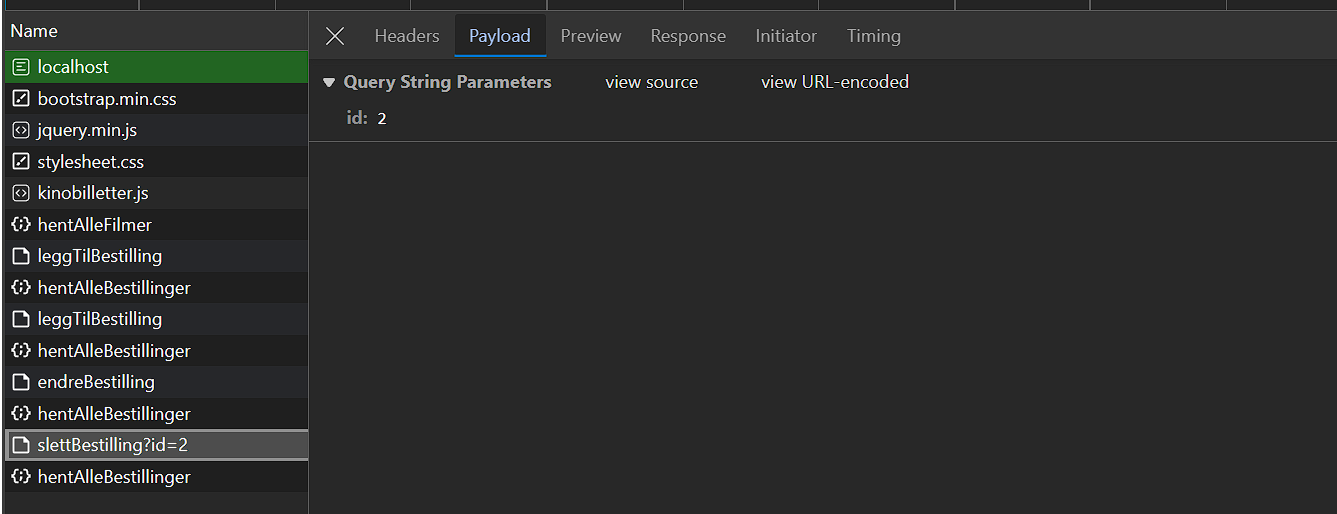 Name
localhost
bootstrap.min.css
jquery.min.js
stylesheet.css
kinobilletter.js
hentAlleFilmer
leggTilBestilling
hentAlleBestillinger
leggTilBestilling
hentAlleBestillinger
endreBestilling
hentAlleBestillinger
slettBestilling?id=2
hentAlleBestillinger
Headers Payload Preview Response Initiator Timing
Query String Parameters view source view URL-encoded
id: 2